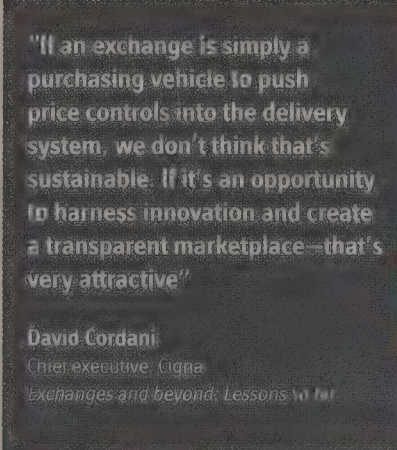 "If an exchange is simply a
purchasing vehicle to push
price controls into the delivery
system, we don't think that's
sustainable. If it's an opportunity
to harness innovation and create
a transparent marketplace—that's
very attractive"
David Cordani
Chief executive, Cigna
Exchanges and beyond: Lessons so far